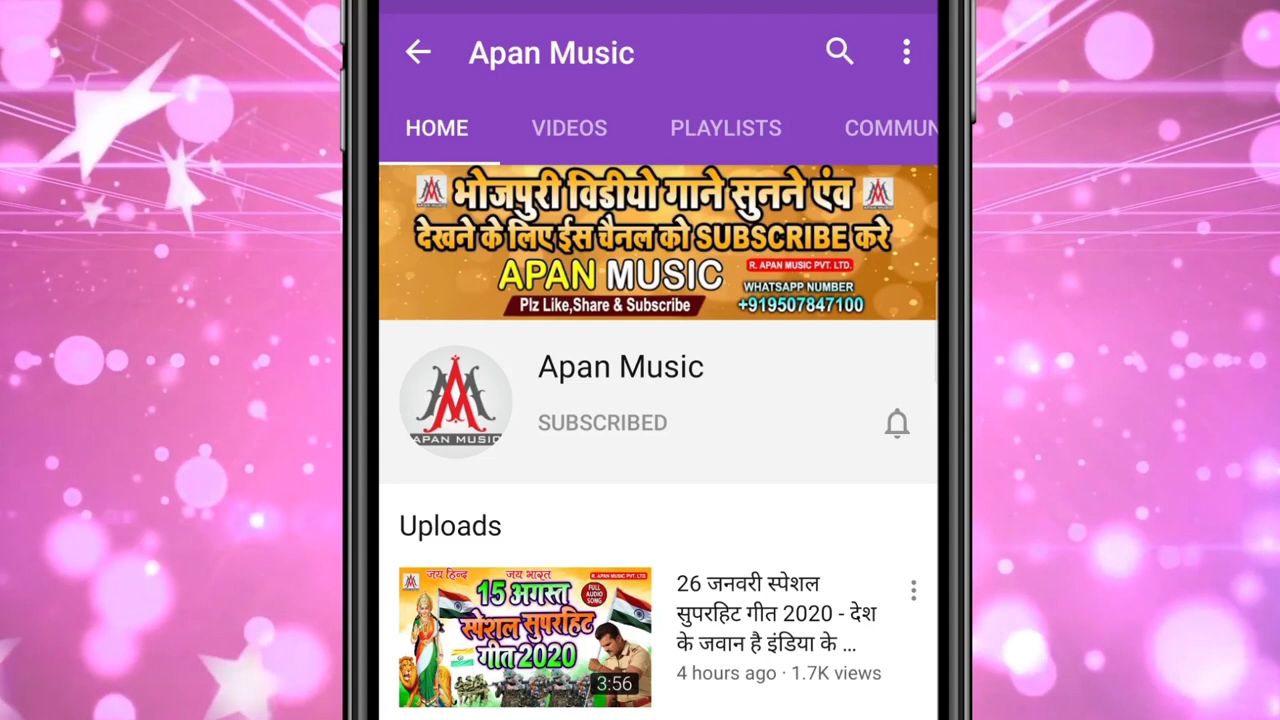 Apan Music
HOME VIDEOS PLAYLISTS COMMUN
भोजपुरी विडीयो गाने सुनने एंव
देखने के लिए ईस चैनल को SUBSCRIBE करे
APAN MUSIC
R. APAN MUSIC PVT. LTD.
WHATSAPP NUMBER
+919507847100
Plz Like,Share & Subscribe
Apan Music
SUBSCRIBED
APAN MUSIC
Uploads
जय हिन्द जय भारत
R. APAN MUSIC PVT. LTD
15 अगस्त
FULL
AUDIO
SONG
स्पेशल सुपरहिट
गीत 2020
3:56
26 जनवरी स्पेशल
सुपरहिट गीत 2020 - देश
के जवान है इंडिया के ...
4 hours ago · 1.7K views